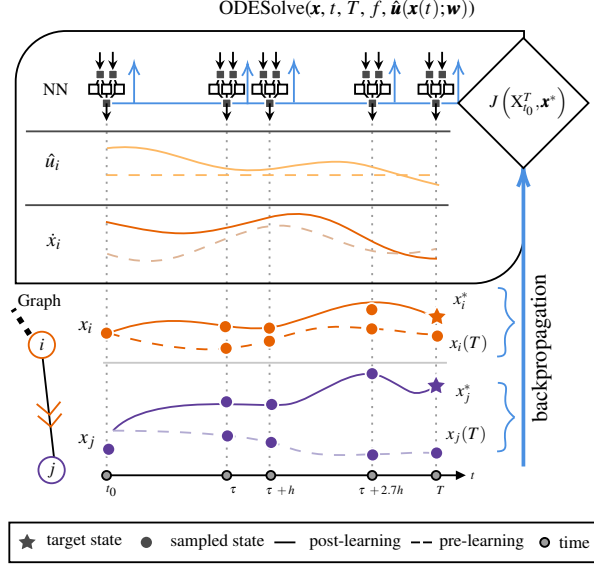 ODESolve(x, t, T, f, û(x(t);w))
NN
J(X_{t_0}^T, x*)
û_i
ẋ_i
Graph
i
x_i
x_i^*
x_i(T)
backpropagation
x_j^*
x_j
x_j(T)
j
t_0
τ
τ + h
τ + 2.7h
T
t
target state
sampled state
post-learning
pre-learning
time